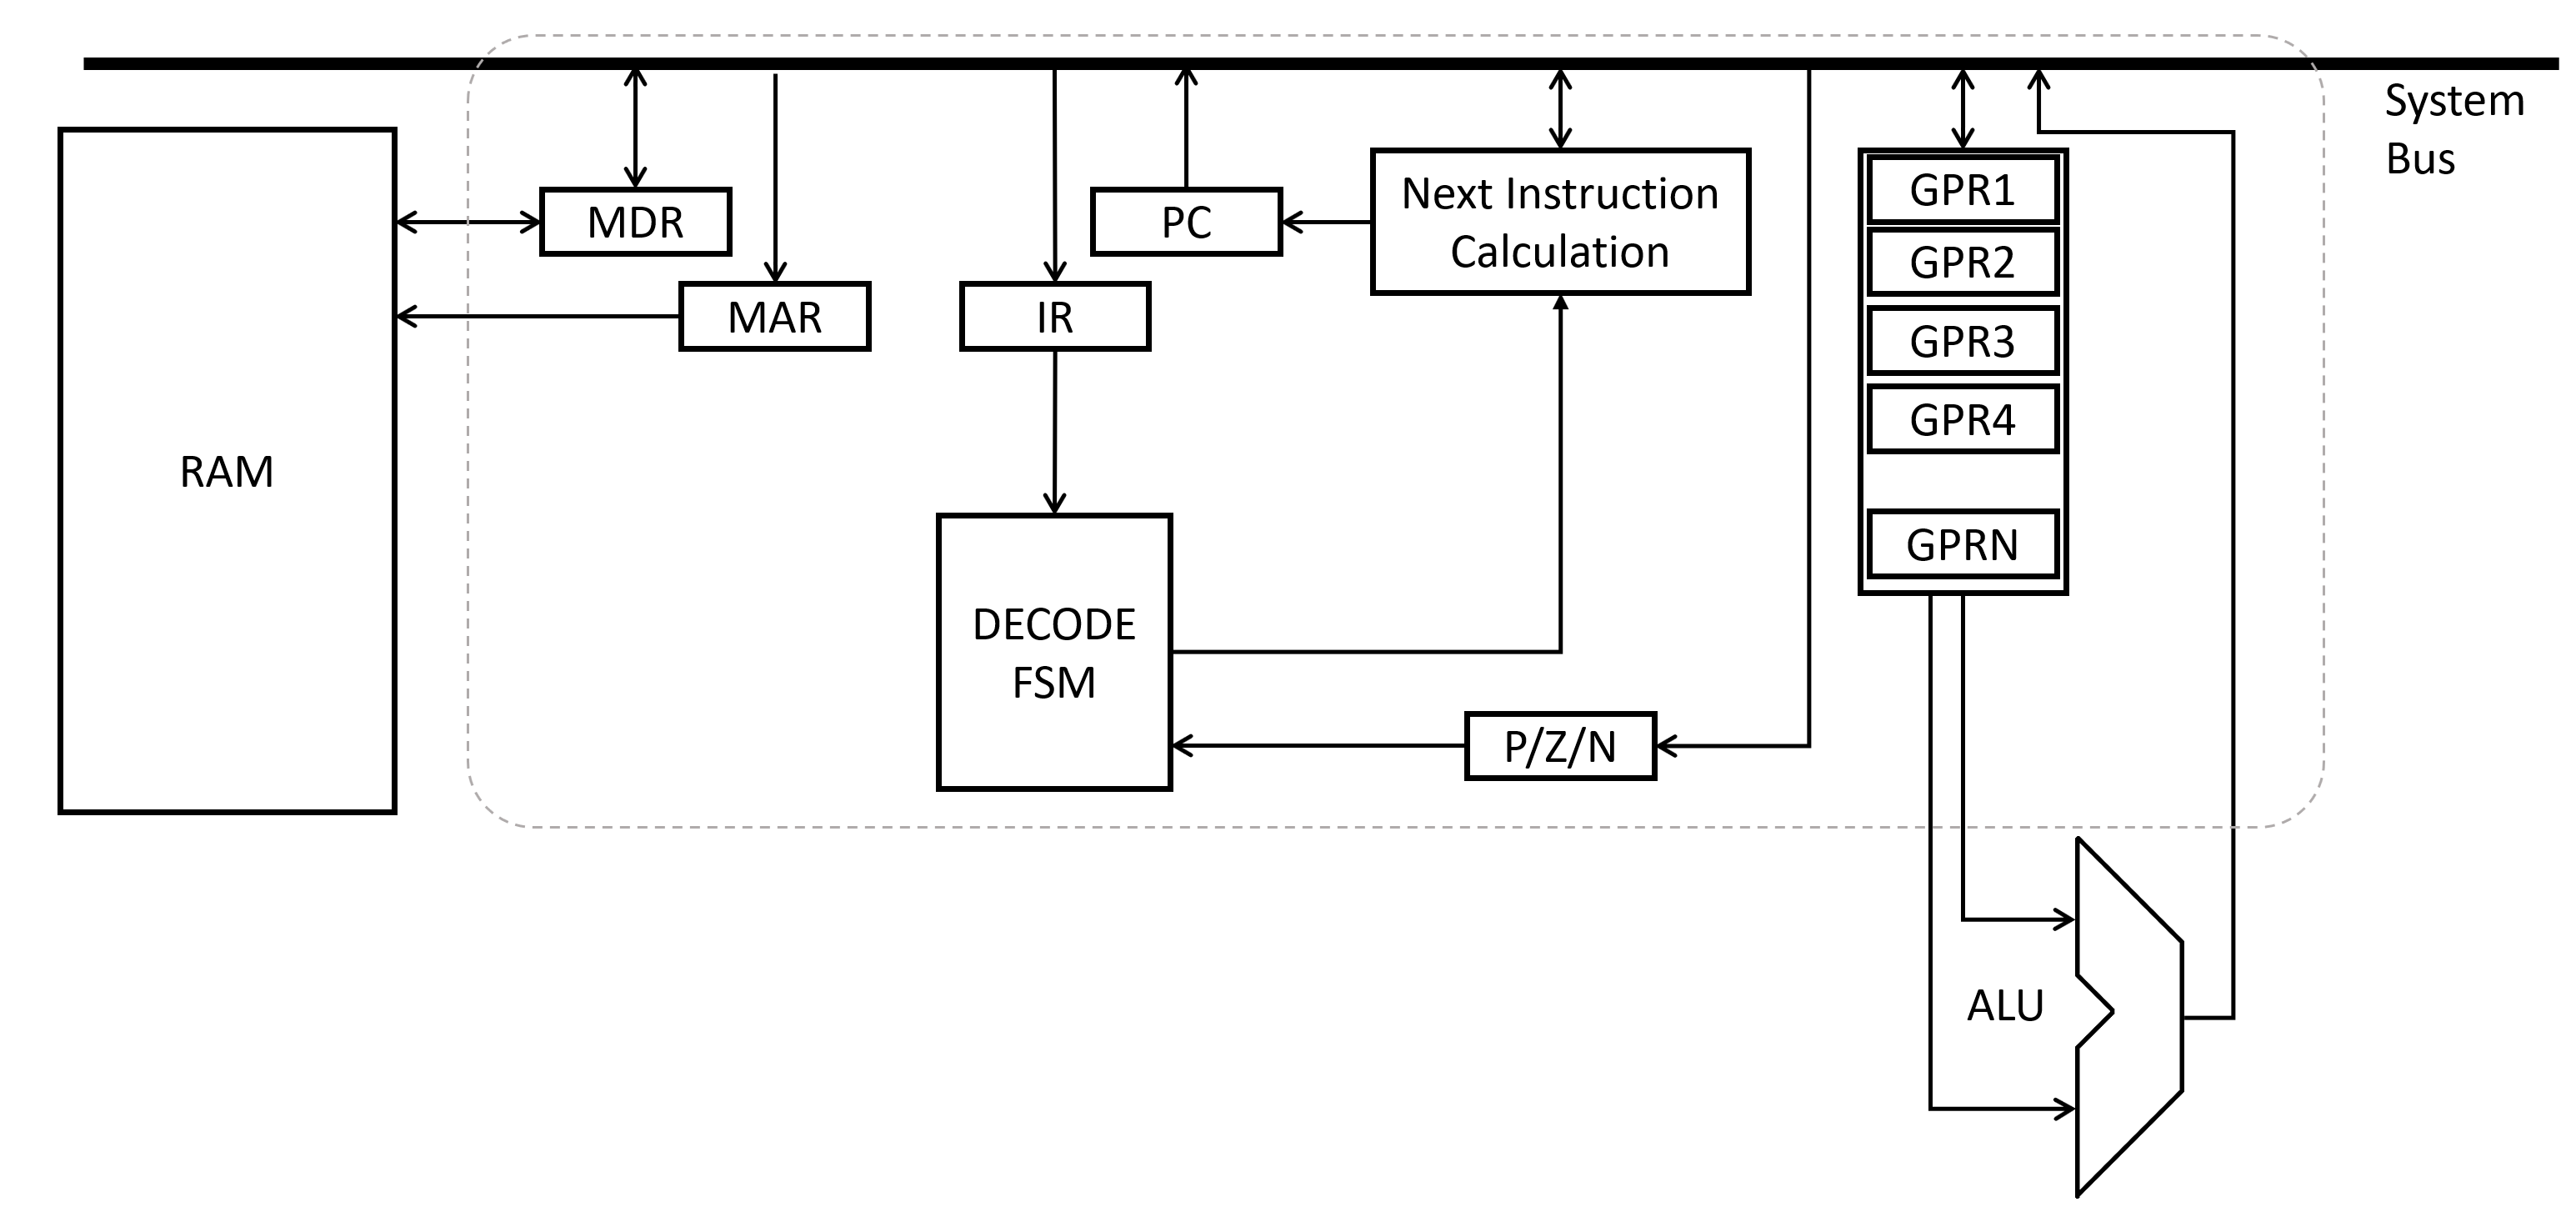 System
Bus
RAM
MDR
MAR
IR
PC
Next Instruction
Calculation
GPR1
GPR2
GPR3
GPR4
GPRN
DECODE
FSM
P/Z/N
ALU